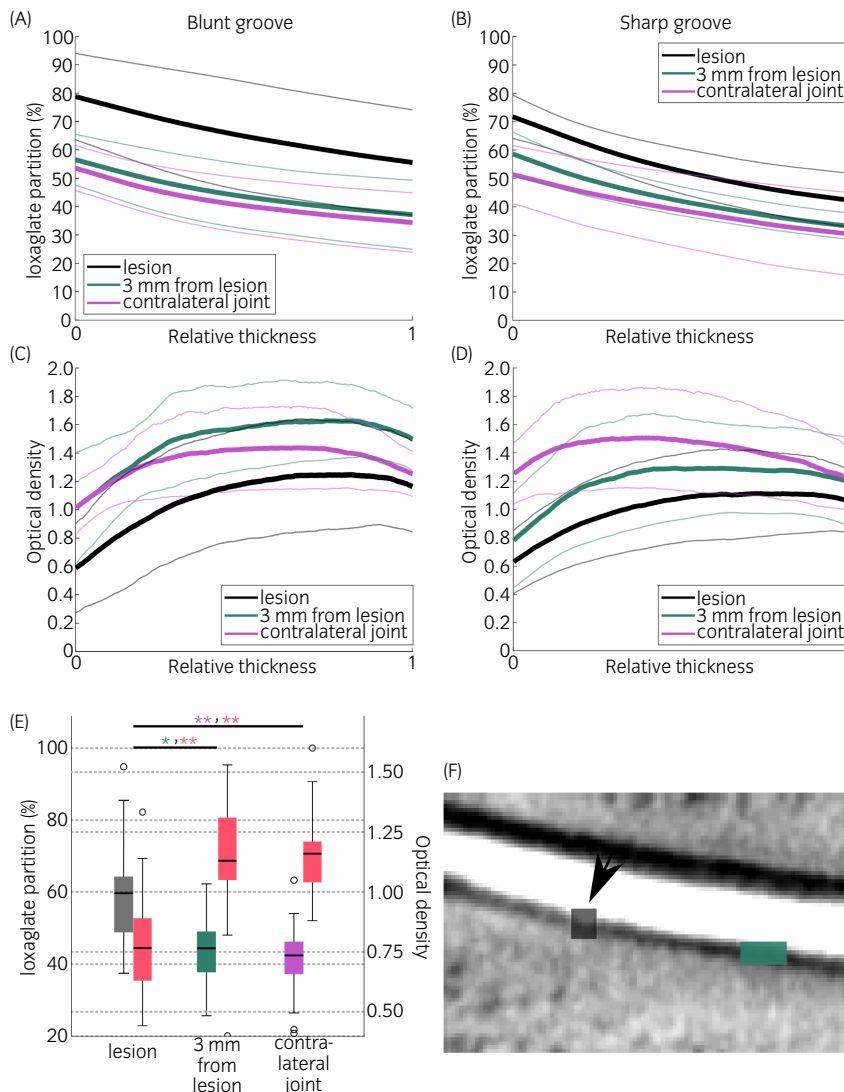 (A)
Blunt groove
100
90
80
70
60
50
40
30
20
10
0
Ioxaglate partition (%)
lesion
3 mm from lesion
contralateral joint
0
Relative thickness
1
(B)
Sharp groove
100
90
80
70
60
50
40
30
20
10
0
Ioxaglate partition (%)
lesion
3 mm from lesion
contralateral joint
0
Relative thickness
(C)
2.0
1.8
1.6
1.4
1.2
1.0
0.8
0.6
0.4
0.2
0
Optical density
lesion
3 mm from lesion
contralateral joint
0
Relative thickness
1
(D)
2.0
1.8
1.6
1.4
1.2
1.0
0.8
0.6
0.4
0.2
0
Optical density
lesion
3 mm from lesion
contralateral joint
0
Relative thickness
(E)
**,**
*,**
100
80
60
40
20
Ioxaglate partition (%)
1.50
1.25
1.00
0.75
0.50
Optical density
lesion
3 mm
from
lesion
contra-
lateral
joint
(F)